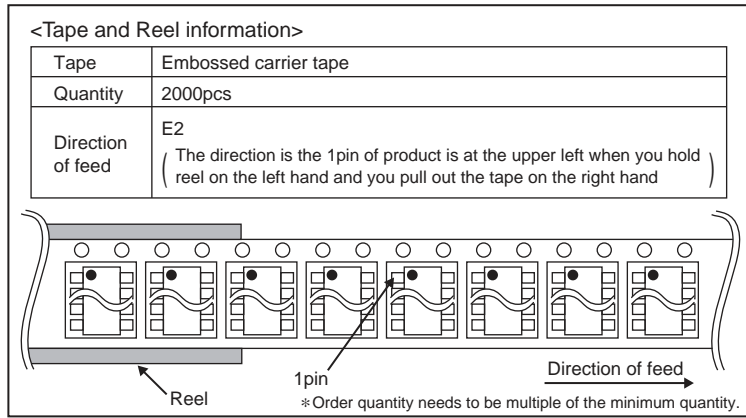 <Tape and Reel information>
Tape Embossed carrier tape
Quantity 2000pcs
Direction of feed E2
( The direction is the 1pin of product is at the upper left when you hold
reel on the left hand and you pull out the tape on the right hand )
Reel
1pin
Direction of feed
*Order quantity needs to be multiple of the minimum quantity.